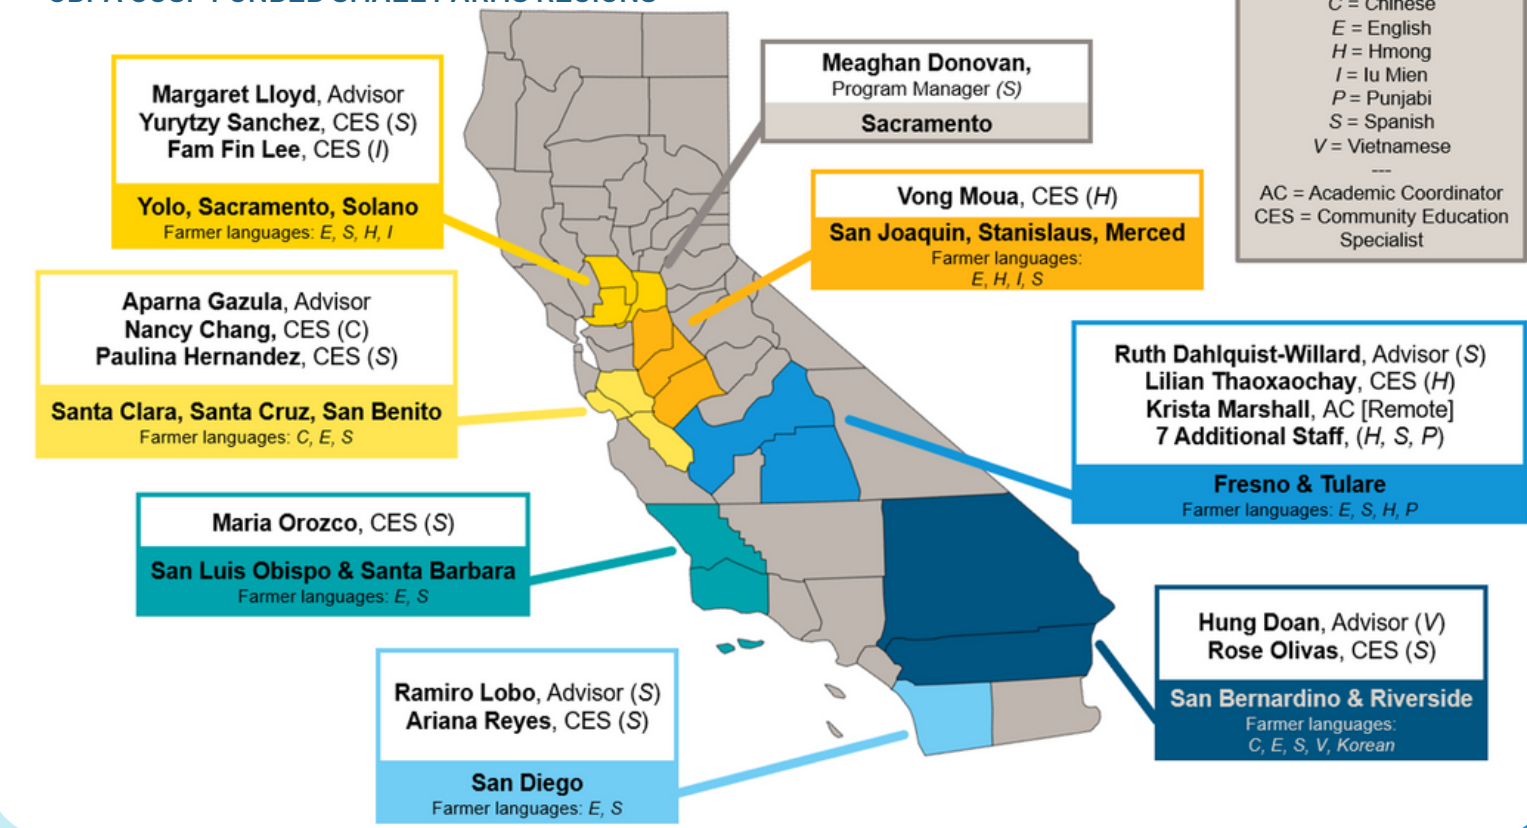 Margaret Lloyd, Advisor
Yurytzy Sanchez, CES (S)
Fam Fin Lee, CES (I)
Yolo, Sacramento, Solano
Farmer languages: E, S, H, I
Aparna Gazula, Advisor
Nancy Chang, CES (C)
Paulina Hernandez, CES (S)
Santa Clara, Santa Cruz, San Benito
Farmer languages: C, E, S
Maria Orozco, CES (S)
San Luis Obispo & Santa Barbara
Farmer languages: E, S
Ramiro Lobo, Advisor (S)
Ariana Reyes, CES (S)
San Diego
Farmer languages: E, S
Meaghan Donovan,
Program Manager (S)
Sacramento
Vong Moua, CES (H)
San Joaquin, Stanislaus, Merced
Farmer languages:
E, H, I, S
C = Chinese
E = English
H = Hmong
I = Iu Mien
P = Punjabi
S = Spanish
V = Vietnamese
---
AC = Academic Coordinator
CES = Community Education
Specialist
Ruth Dahlquist-Willard, Advisor (S)
Lilian Thaoxaochay, CES (H)
Krista Marshall, AC [Remote]
7 Additional Staff, (H, S, P)
Fresno & Tulare
Farmer languages: E, S, H, P
Hung Doan, Advisor (V)
Rose Olivas, CES (S)
San Bernardino & Riverside
Farmer languages:
C, E, S, V, Korean